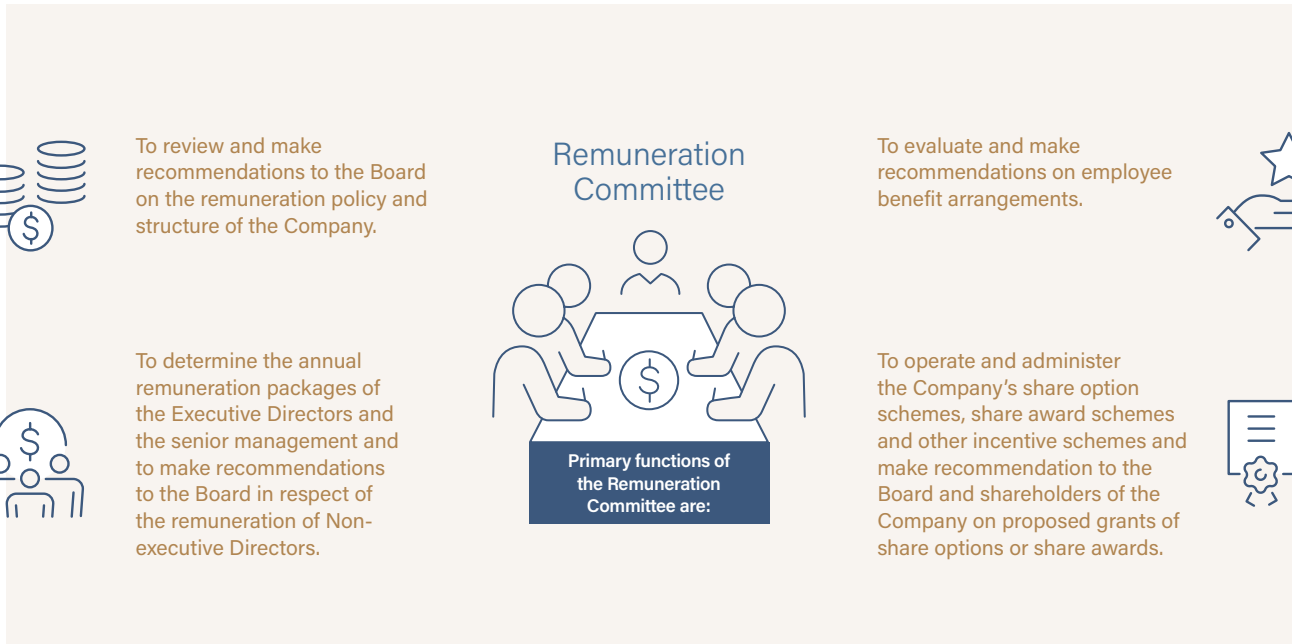 To review and make
recommendations to the Board
on the remuneration policy and
structure of the Company.
To determine the annual
remuneration packages of
the Executive Directors and
the senior management and
to make recommendations
to the Board in respect of
the remuneration of Non-
executive Directors.
Remuneration
Committee
$
Primary functions of
the Remuneration
Committee are:
To evaluate and make
recommendations on employee
benefit arrangements.
To operate and administer
the Company’s share option
schemes, share award schemes
and other incentive schemes and
make recommendation to the
Board and shareholders of the
Company on proposed grants of
share options or share awards.
$
$